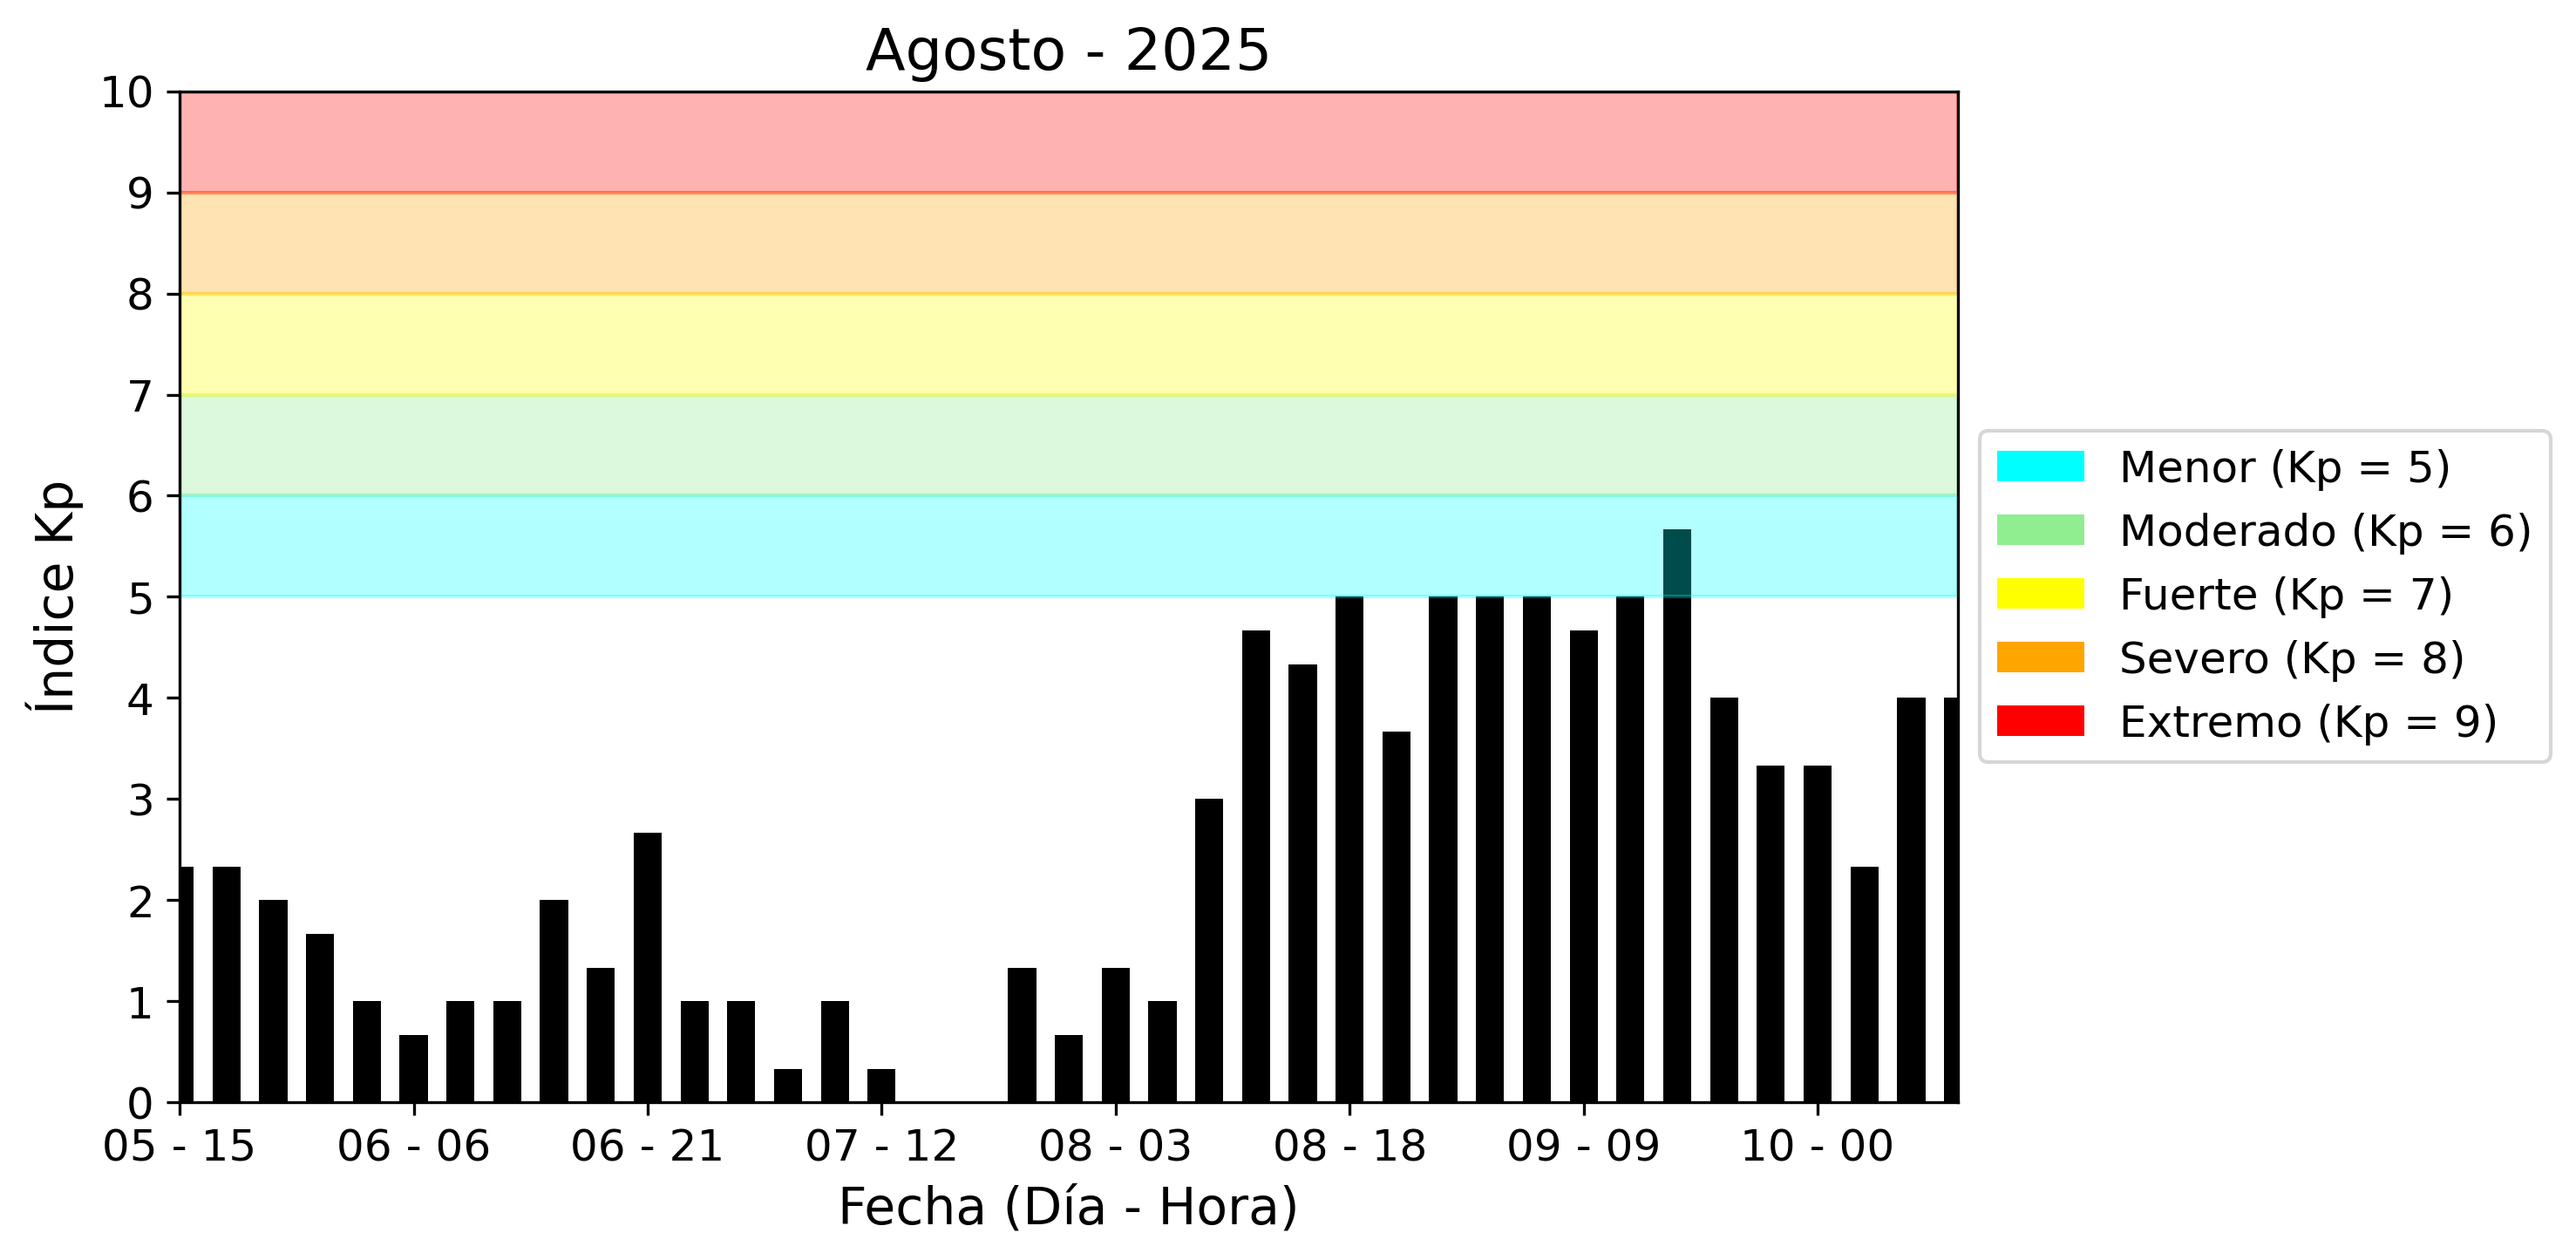 Agosto - 2025
10
9
8
7
6
5
4
3
2
1
0
Índice Kp
05 - 15
06 - 06
06 - 21
07 - 12
08 - 03
08 - 18
09 - 09
10 - 00
Fecha (Día - Hora)
Menor (Kp = 5)
Moderado (Kp = 6)
Fuerte (Kp = 7)
Severo (Kp = 8)
Extremo (Kp = 9)